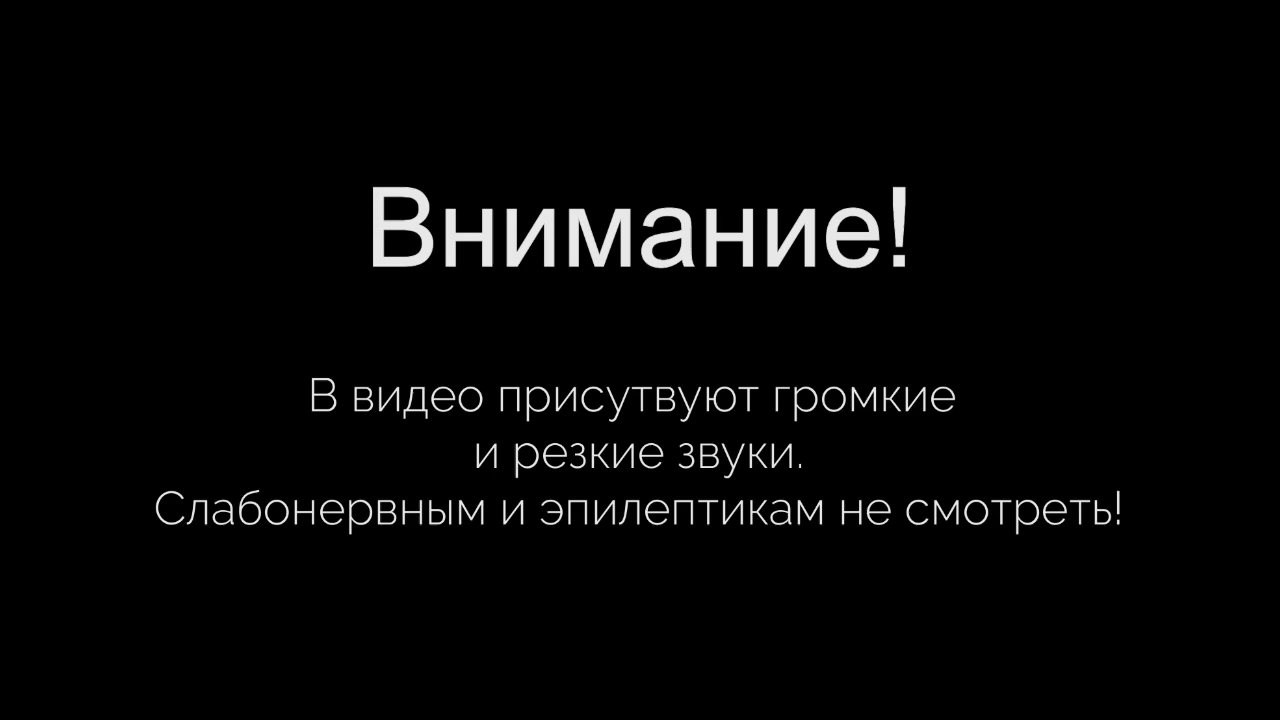 Внимание!
В видео присутвуют громкие
и резкие звуки.
Слабонервным и эпилептикам не смотреть!